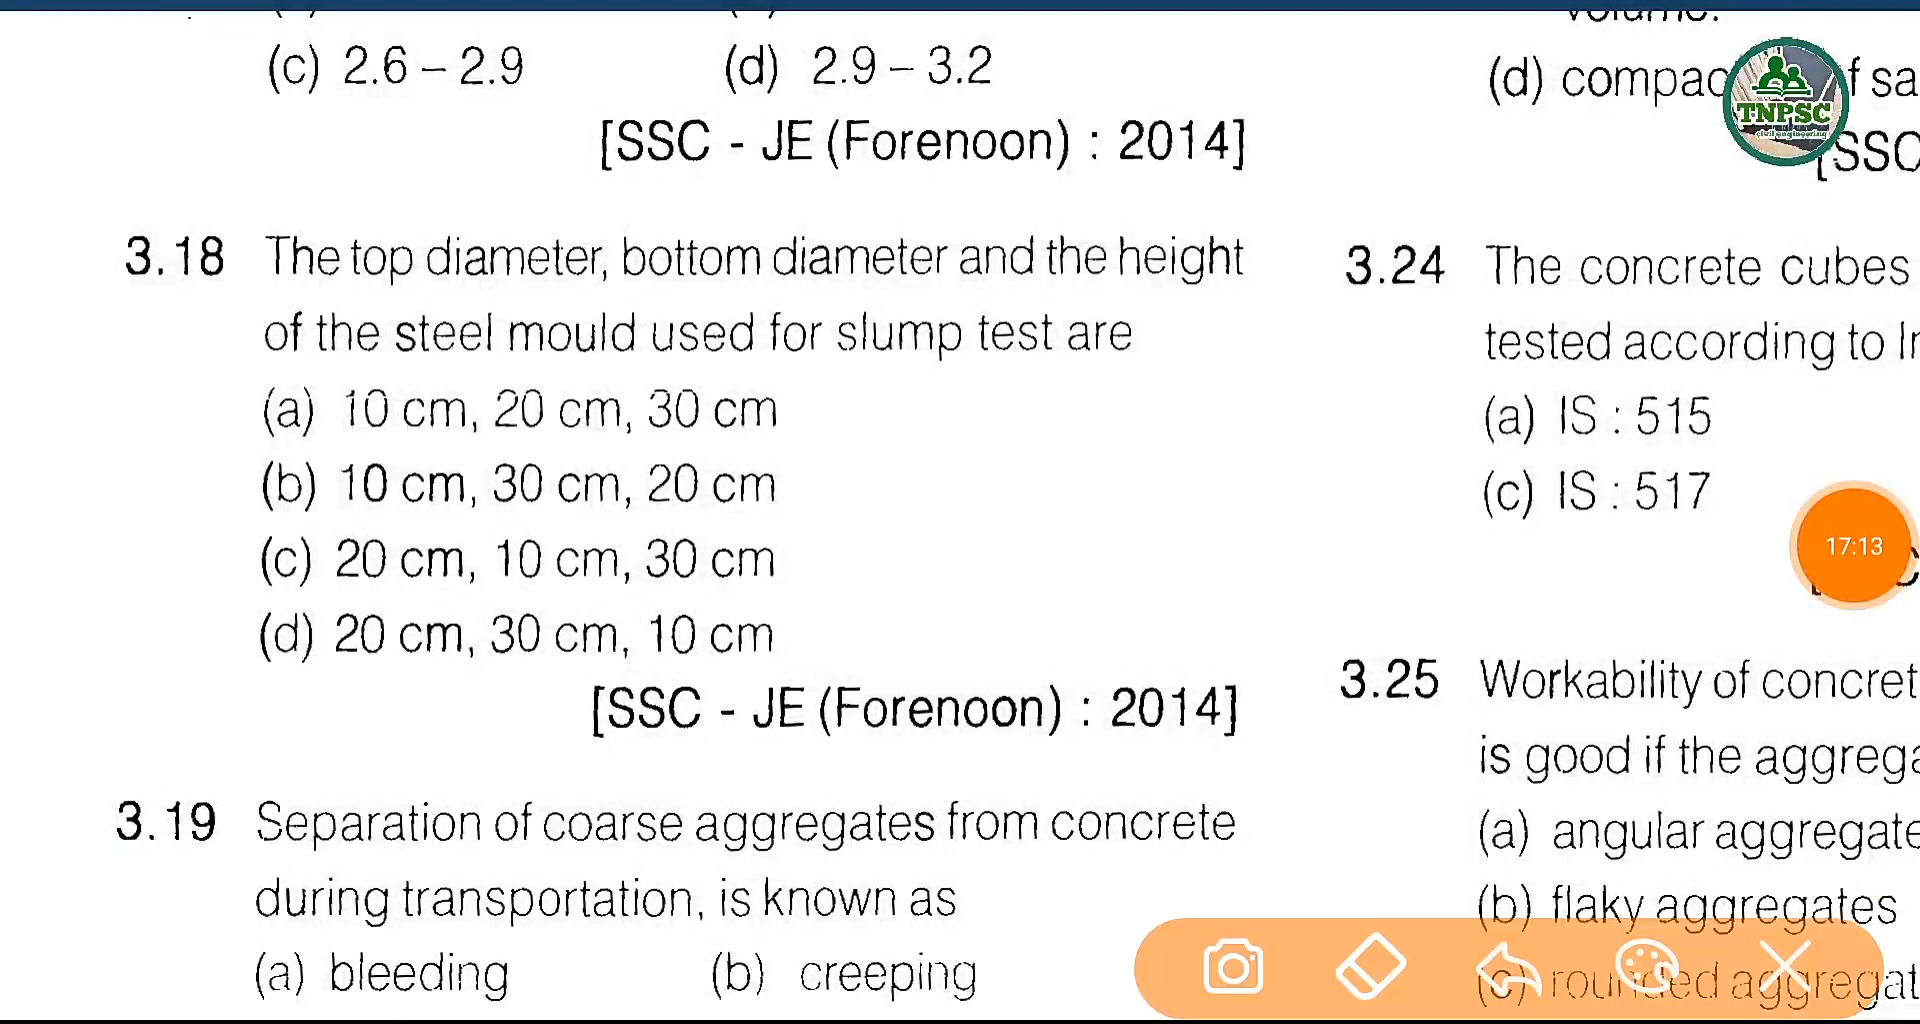 (c) 2.6 – 2.9 (d) 2.9 – 3.2
[SSC - JE (Forenoon) : 2014]
3.18 The top diameter, bottom diameter and the height
of the steel mould used for slump test are
(a) 10 cm, 20 cm, 30 cm
(b) 10 cm, 30 cm, 20 cm
(c) 20 cm, 10 cm, 30 cm
(d) 20 cm, 30 cm, 10 cm
[SSC - JE (Forenoon) : 2014]
3.19 Separation of coarse aggregates from concrete
during transportation, is known as
(a) bleeding (b) creeping
volume.
(d)
TNPSC
civil engineering
[SSC
3.24 The concrete cubes
tested according to
(a) IS : 515
(c) IS : 517
17:13
3.25 Workability of
is good if the
(a) angular
(b) flaky aggregates
(c) rounded